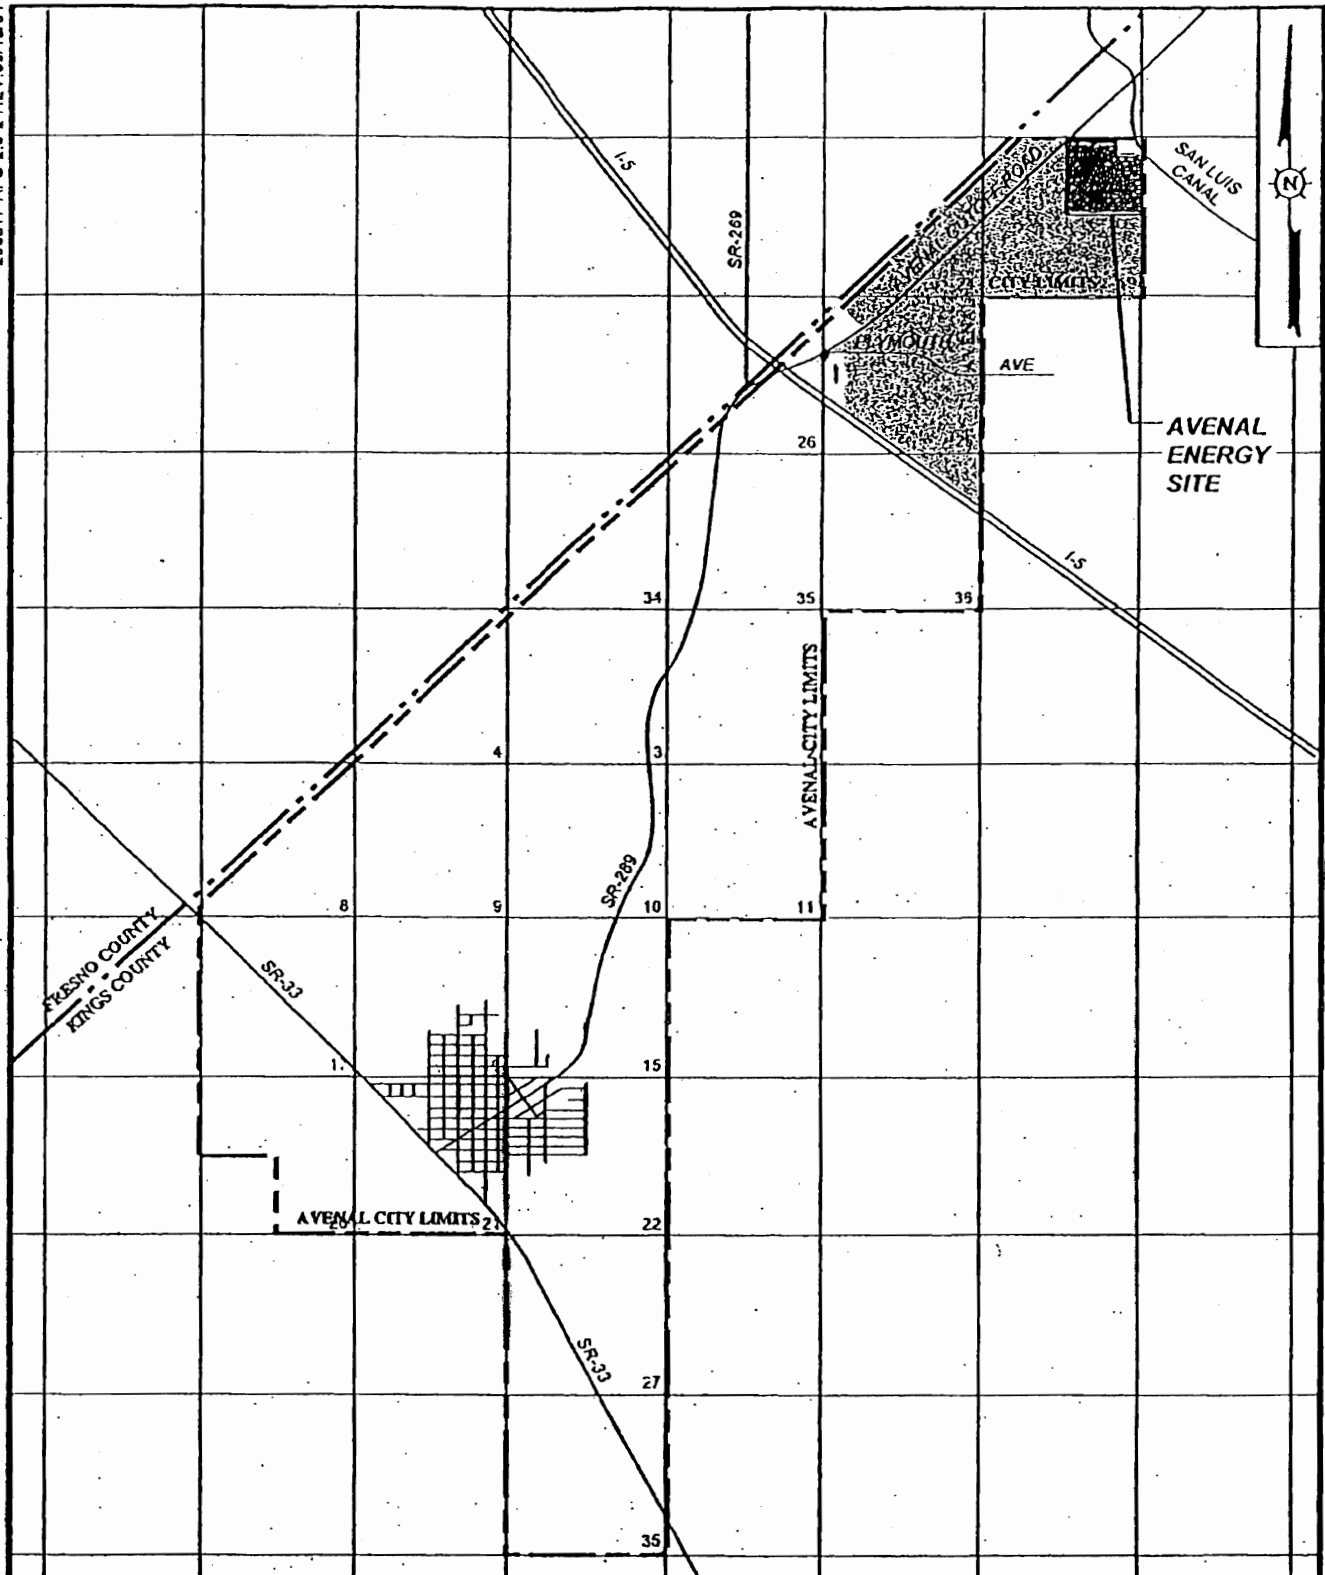 I-5
SR-269
AVENAL CUTOFF ROAD
SAN LUIS
CANAL
N
CITY LIMITS
PLYMOUTH
AVE
AVENAL
ENERGY
SITE
26
I-5
34
35
36
AVENAL CITY LIMITS
4
3
SR-269
8
9
10
11
FRESNO COUNTY
KINGS COUNTY
SR-33
15
AVENAL CITY LIMITS
22
SR-33
27
35